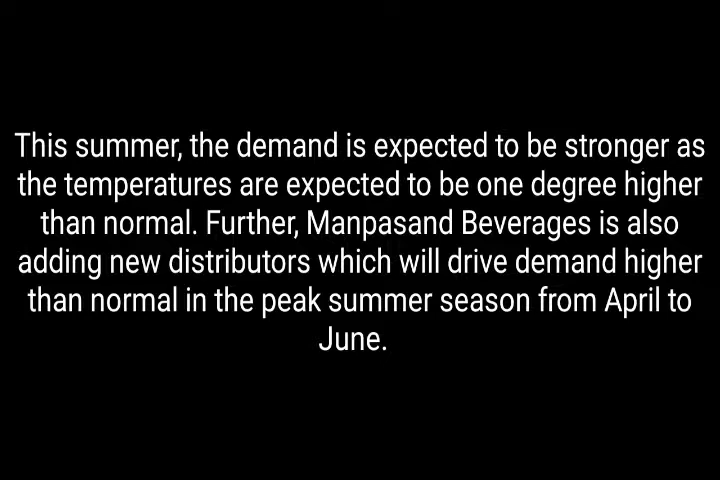 This summer, the demand is expected to be stronger as
the temperatures are expected to be one degree higher
than normal. Further, Manpasand Beverages is also
adding new distributors which will drive demand higher
than normal in the peak summer season from April to
June.